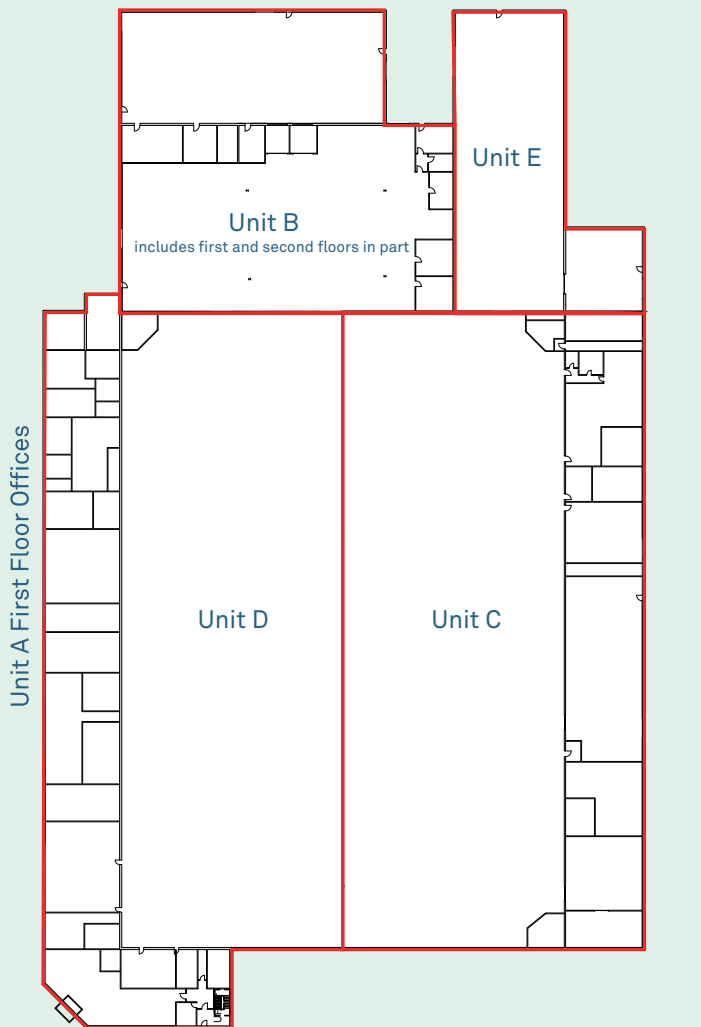 Unit E
Unit B
includes first and second floors in part
Unit A First Floor Offices
Unit D
Unit C